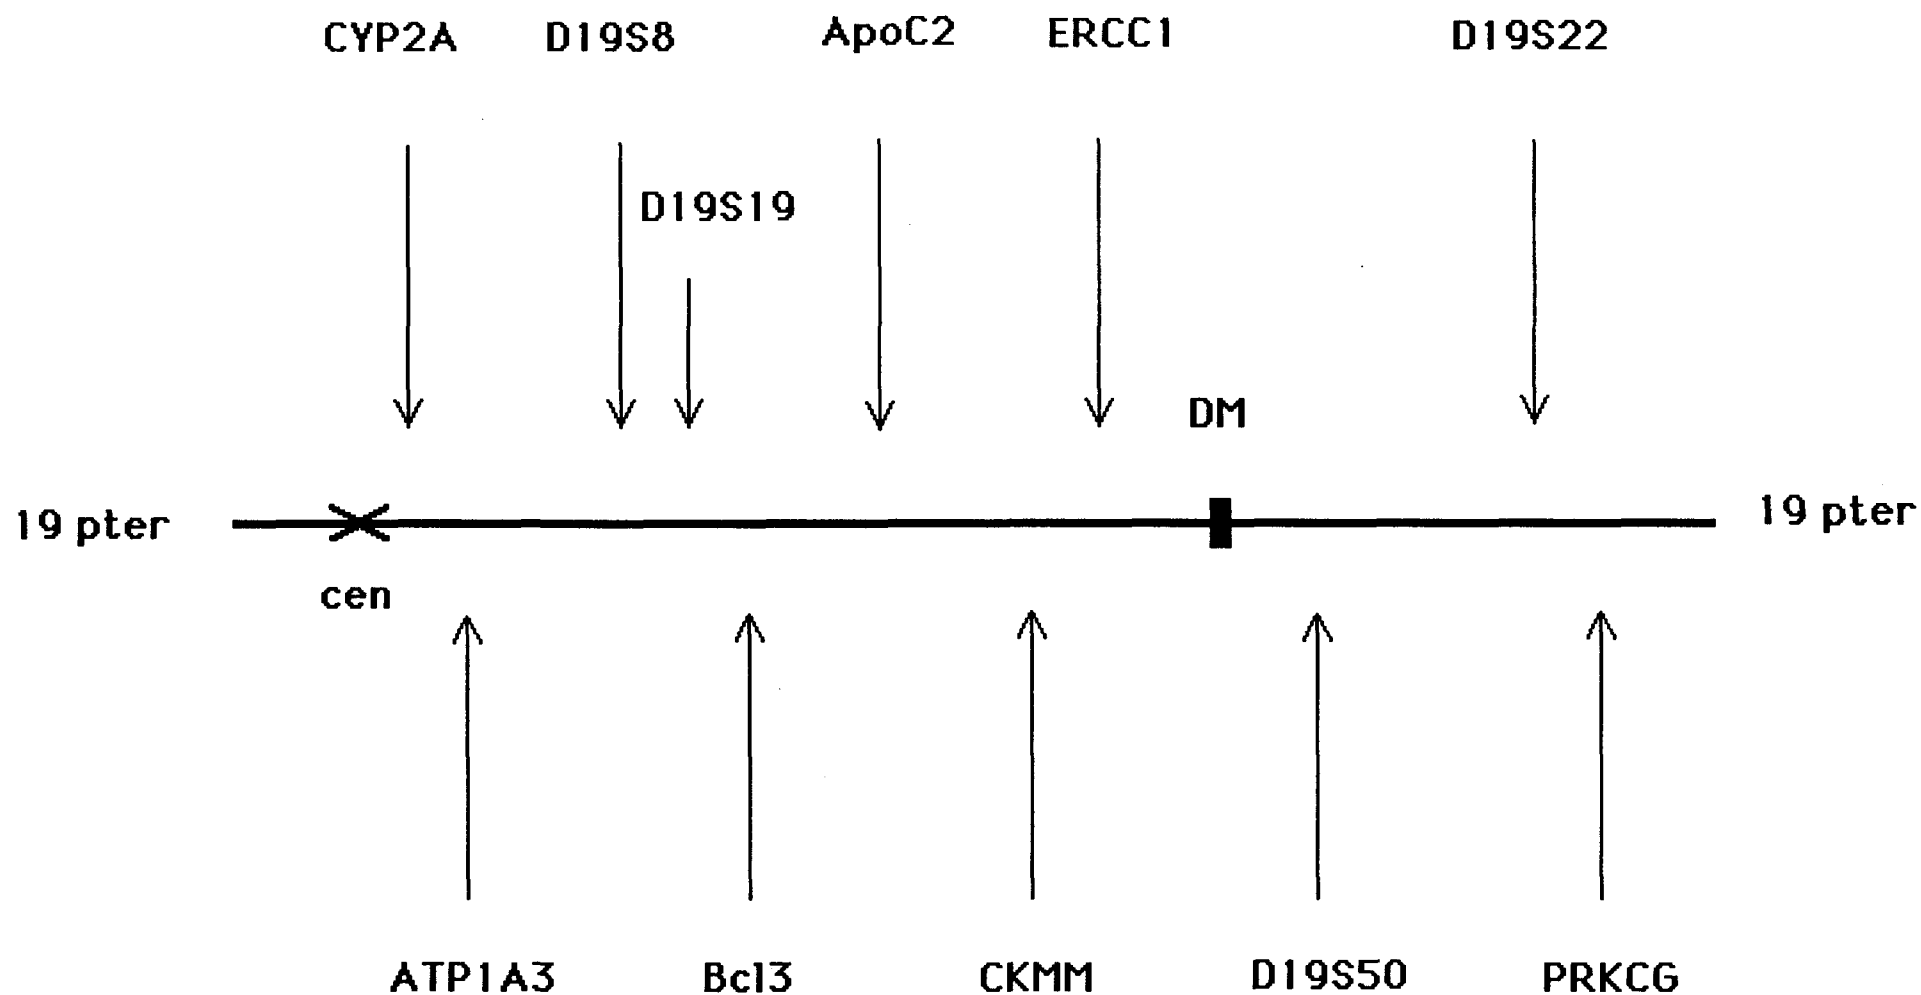 CYP2A D19S8 ApoC2 ERCC1 D19S22
D19S19
DM
19 pter 19 pter
cen
ATP1A3 Bcl3 CKMM D19S50 PRKCG